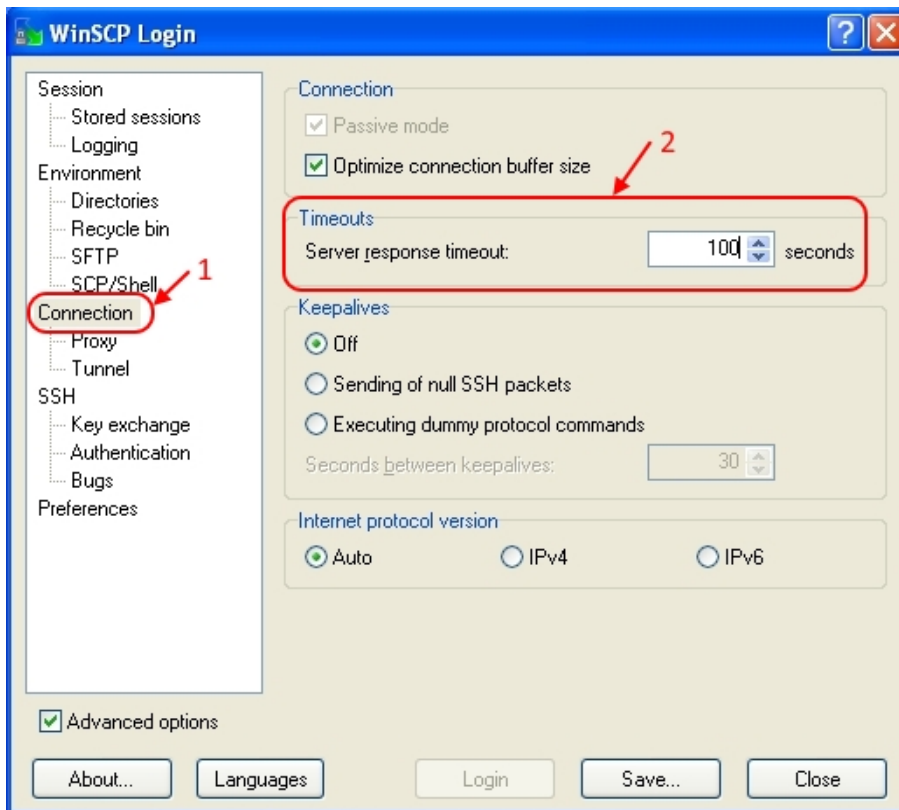 WinSCP Login
Session
Stored sessions
Logging
Environment
Directories
Recycle bin
SFTP
SCP/Shell
1
Connection
Proxy
Tunnel
SSH
Key exchange
Authentication
Bugs
Preferences
Connection
Passive mode
Optimize connection buffer size
2
Timeouts
Server response timeout: 100 seconds
Keepalives
Off
Sending of null SSH packets
Executing dummy protocol commands
Seconds between keepalives: 30
Internet protocol version
Auto IPv4 IPv6
Advanced options
About... Languages Login Save... Close